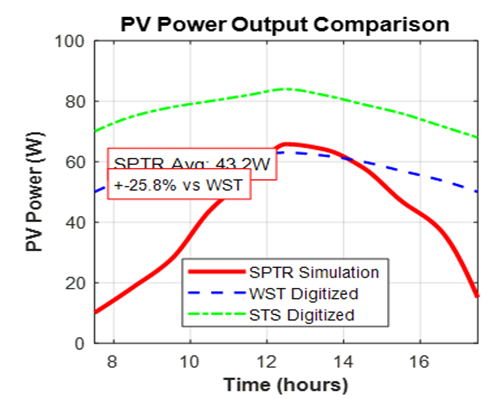 PV Power Output Comparison
100
80
60
40
20
0
PV Power (W)
SPTR Avg: 43.2W
+-25.8% vs WST
SPTR Simulation
WST Digitized
STS Digitized
8
10
12
14
16
Time (hours)